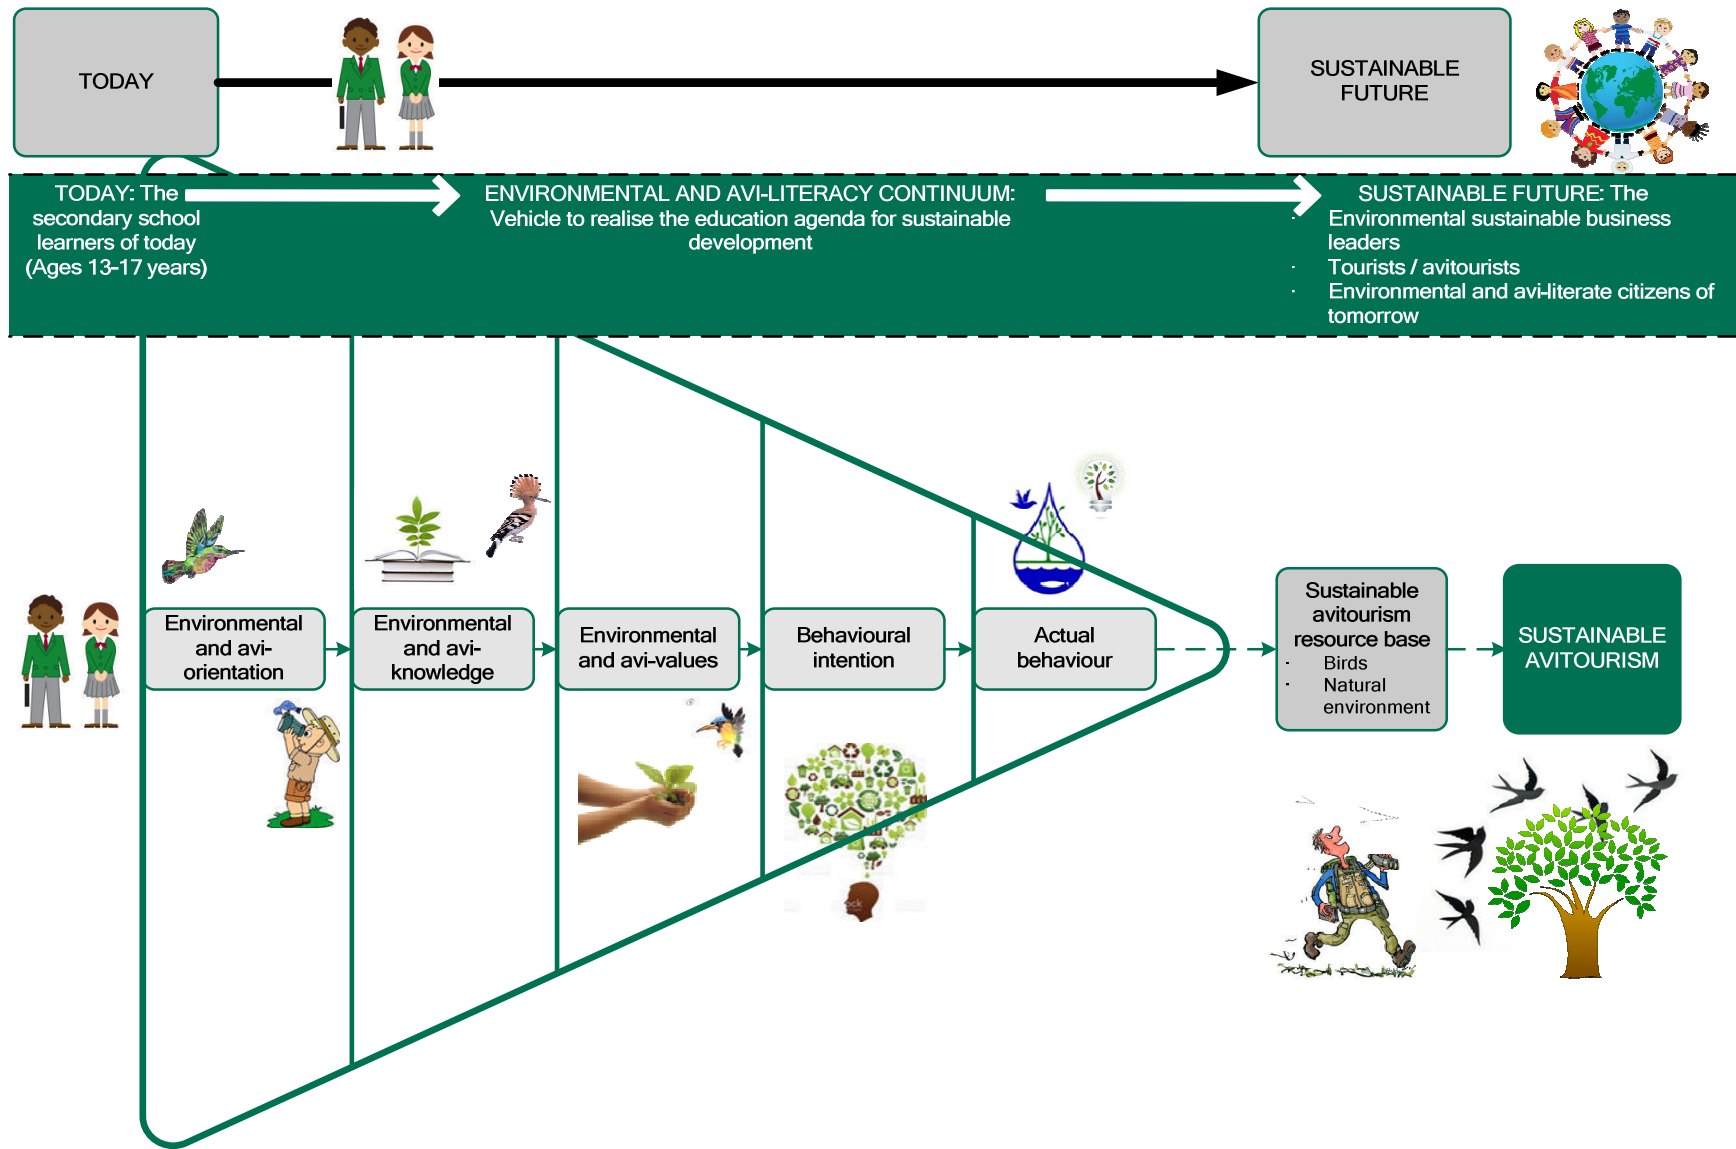 TODAY
SUSTAINABLE
FUTURE
TODAY: The
secondary school
learners of today
(Ages 13-17 years)
ENVIRONMENTAL AND AVI-LITERACY CONTINUUM:
Vehicle to realise the education agenda for sustainable
development
SUSTAINABLE FUTURE: The
· Environmental sustainable business
leaders
· Tourists / avitourists
· Environmental and avi-literate citizens of
tomorrow
Environmental
and avi-
orientation
Environmental
and avi-
knowledge
Environmental
and avi-values
Behavioural
intention
Actual
behaviour
Sustainable
avitourism
resource base
· Birds
· Natural
environment
SUSTAINABLE
AVITOURISM